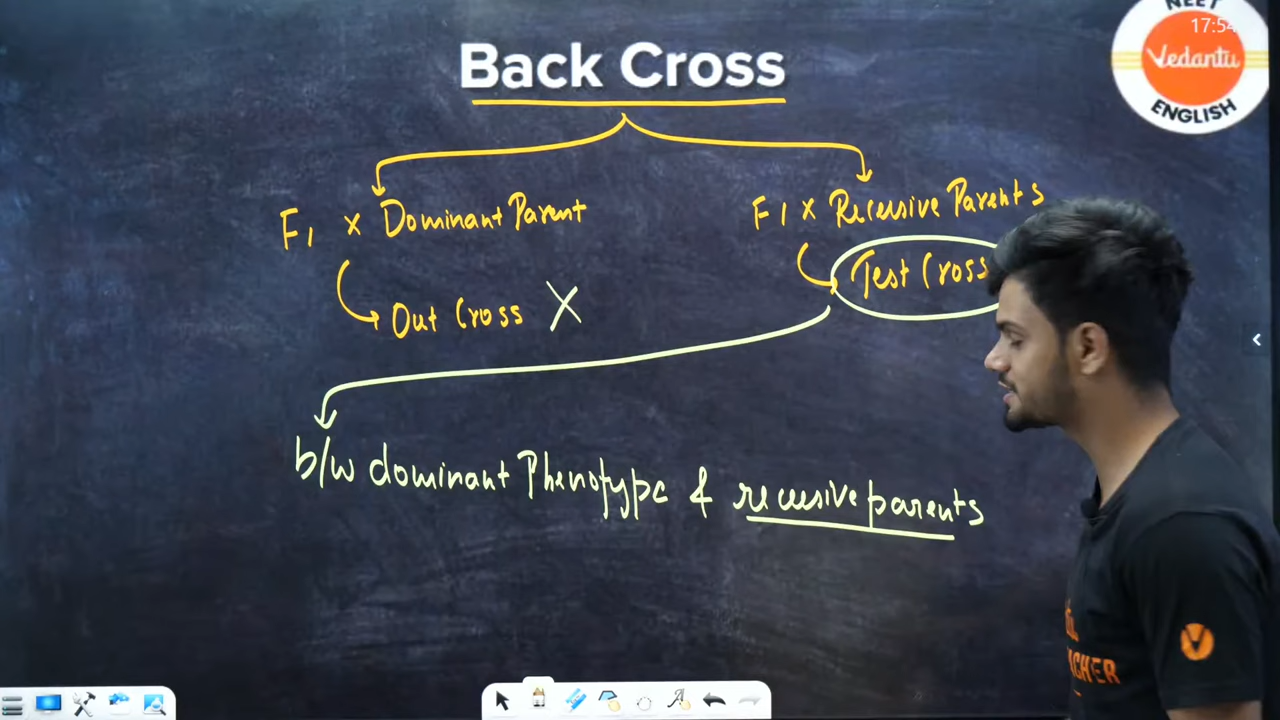 NEET
17:54
Vedantu
ENGLISH
Back Cross
F1 x Dominant Parent
F1 x Recessive Parents
Out Cross X
Test Cross
b/w dominant Phenotype & recessive parents